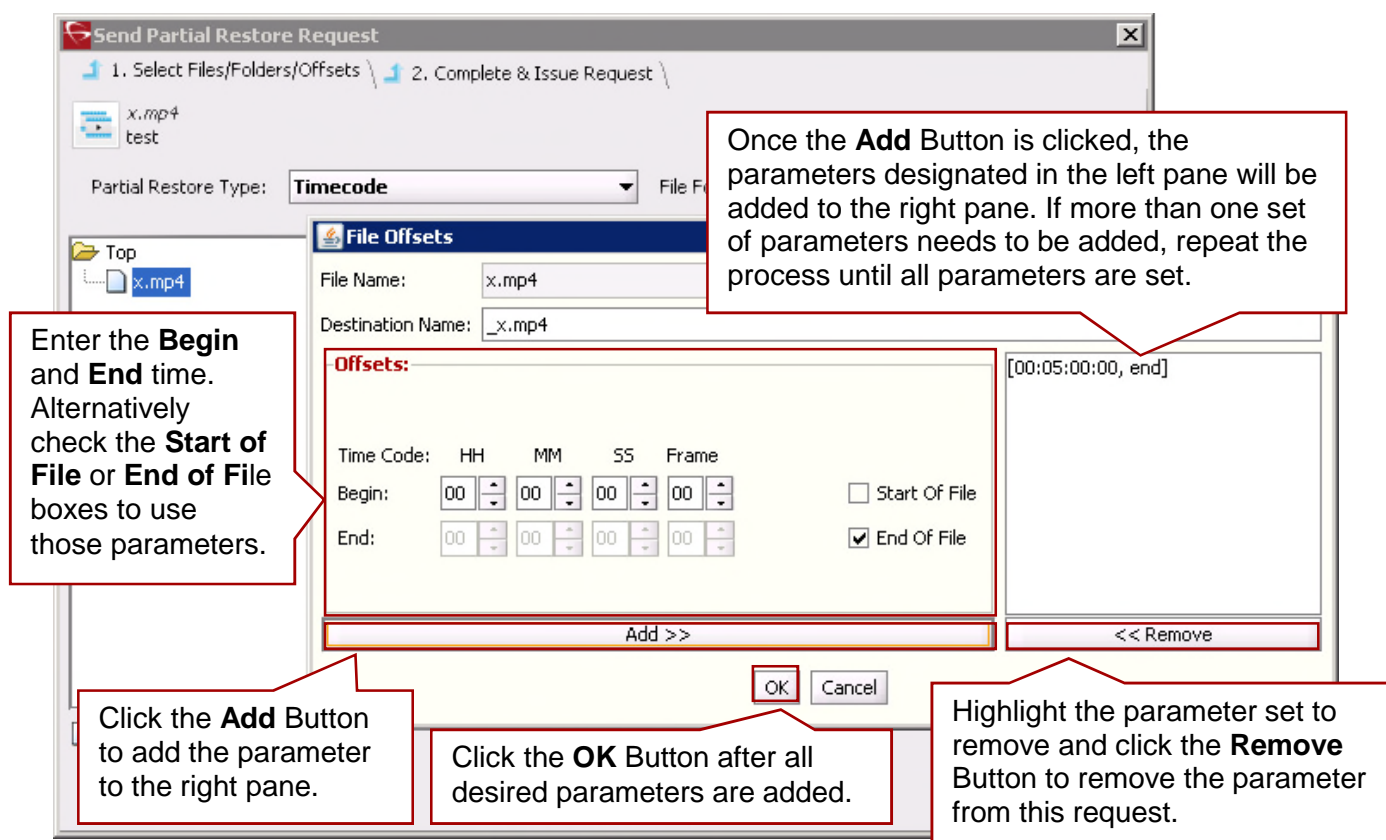 Send Partial Restore Request
1. Select Files/Folders/Offsets \ 2. Complete & Issue Request \
x.mp4
test
Partial Restore Type: Timecode File F
Once the Add Button is clicked, the
parameters designated in the left pane will be
added to the right pane. If more than one set
of parameters needs to be added, repeat the
process until all parameters are set.
Top
x.mp4
File Offsets
File Name: x.mp4
Destination Name: _x.mp4
Enter the Begin
and End time.
Alternatively
check the Start of
File or End of File
boxes to use
those parameters.
Offsets:
Time Code: HH MM SS Frame
Begin: 00 00 00 00 Start Of File
End: 00 00 00 00 End Of File
[00:05:00:00, end]
Add >>
<< Remove
OK Cancel
Click the Add Button
to add the parameter
to the right pane.
Click the OK Button after all
desired parameters are added.
Highlight the parameter set to
remove and click the Remove
Button to remove the parameter
from this request.